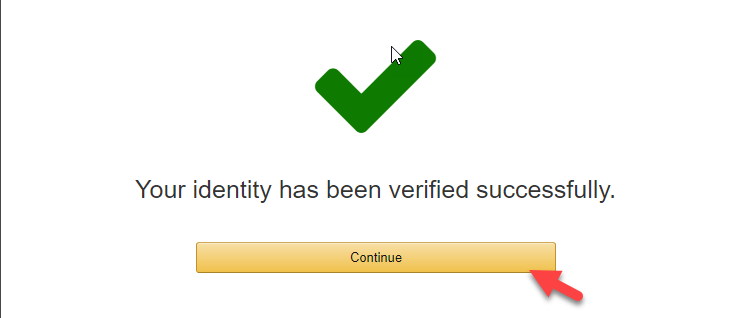 Your identity has been verified successfully.
Continue